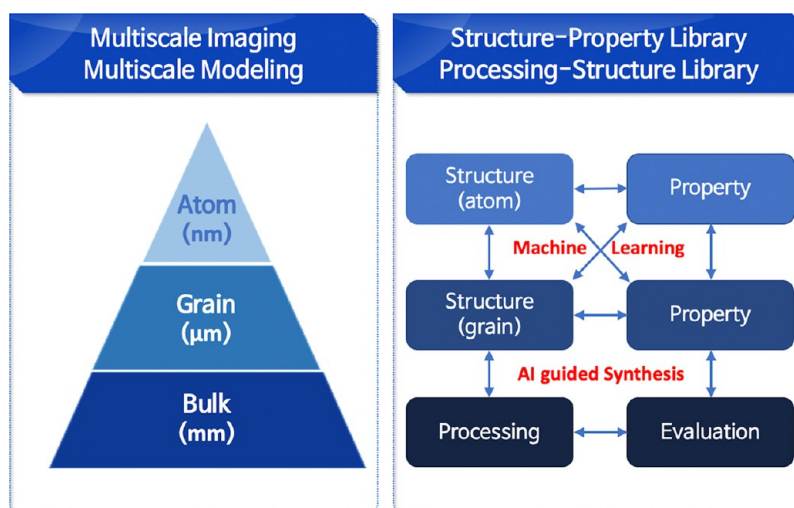 Multiscale Imaging
Multiscale Modeling
Atom
(nm)
Grain
(μm)
Bulk
(mm)
Structure-Property Library
Processing-Structure Library
Structure
(atom)
Property
Machine Learning
Structure
(grain)
Property
AI guided Synthesis
Processing
Evaluation